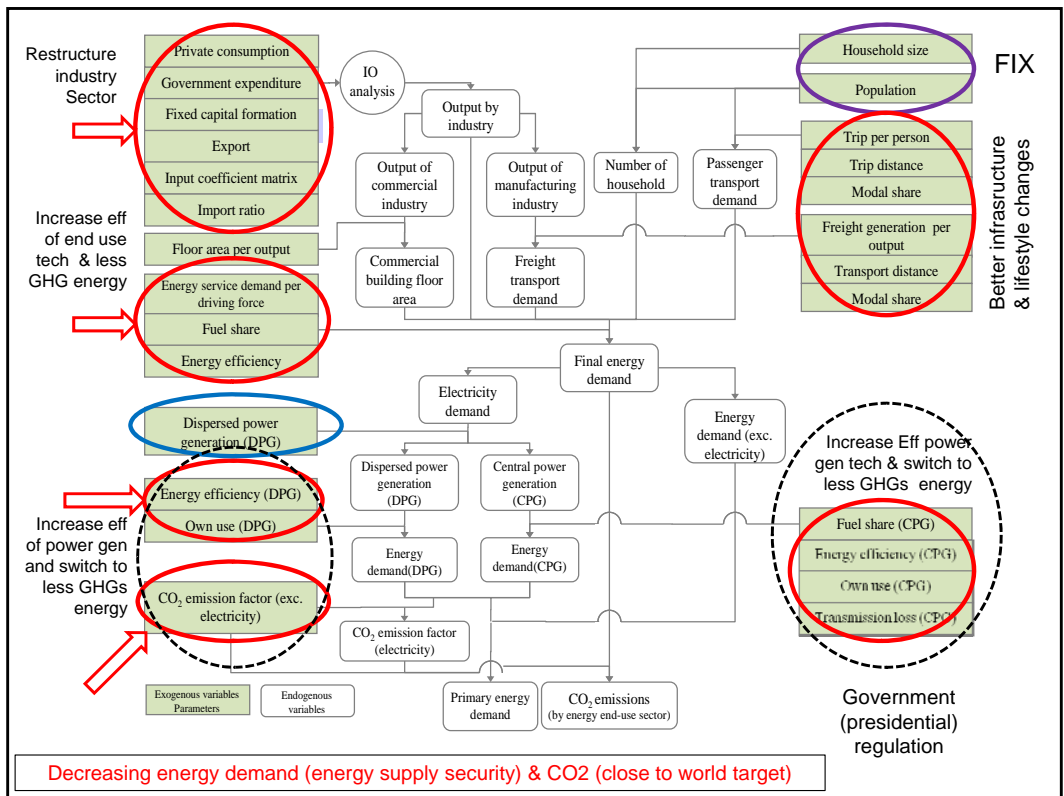 Restructure
industry
Sector
Private consumption
Government expenditure
Fixed capital formation
Export
Input coefficient matrix
Import ratio
IO
analysis
Output by
industry
Household size
Population
FIX
Output of
commercial
industry
Output of
manufacturing
industry
Number of
household
Passenger
transport
demand
Trip per person
Trip distance
Modal share
Freight generation per
output
Transport distance
Modal share
Better infrasructure
& lifestyle changes
Increase eff
of end use
tech & less
GHG energy
Floor area per output
Commercial
building floor
area
Freight
transport
demand
Energy service demand per
driving force
Fuel share
Energy efficiency
Final energy
demand
Electricity
demand
Energy
demand (exc.
electricity)
Dispersed power
generation (DPG)
Dispersed power
generation
(DPG)
Central power
generation
(CPG)
Increase Eff power
gen tech & switch to
less GHGs energy
Energy efficiency (DPG)
Own use (DPG)
Increase eff
of power gen
and switch to
less GHGs
energy
Energy
demand(DPG)
Energy
demand(CPG)
Fuel share (CPG)
Energy efficiency (CPG)
Own use (CPG)
Transmission loss (CPG)
CO2 emission factor (exc.
electricity)
CO2 emission factor
(electricity)
Exogenous variables
Parameters
Endogenous
variables
Primary energy
demand
CO2 emissions
(by energy end-use sector)
Government
(presidential)
regulation
Decreasing energy demand (energy supply security) & CO2 (close to world target)